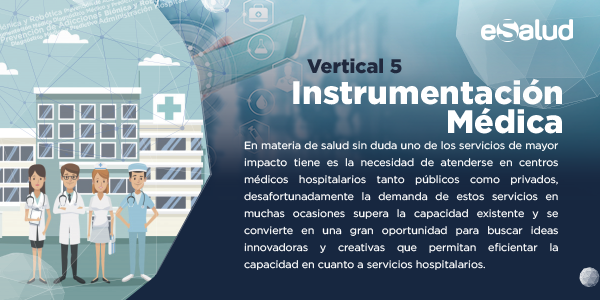 eSalud
Vertical 5
Instrumentación
Médica
En materia de salud sin duda uno de los servicios de mayor
impacto tiene es la necesidad de atenderse en centros
médicos hospitalarios tanto públicos como privados,
desafortunadamente la demanda de estos servicios en
muchas ocasiones supera la capacidad existente y se
convierte en una gran oportunidad para buscar ideas
innovadoras y creativas que permitan eficientar la
capacidad en cuanto a servicios hospitalarios.